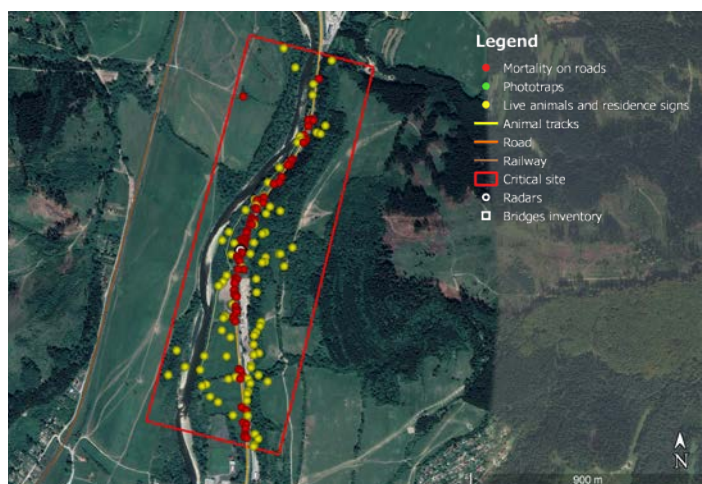 Legend
Mortality on roads
Phototraps
Live animals and residence signs
Animal tracks
Road
Railway
Critical site
Radars
Bridges inventory
N
900 m